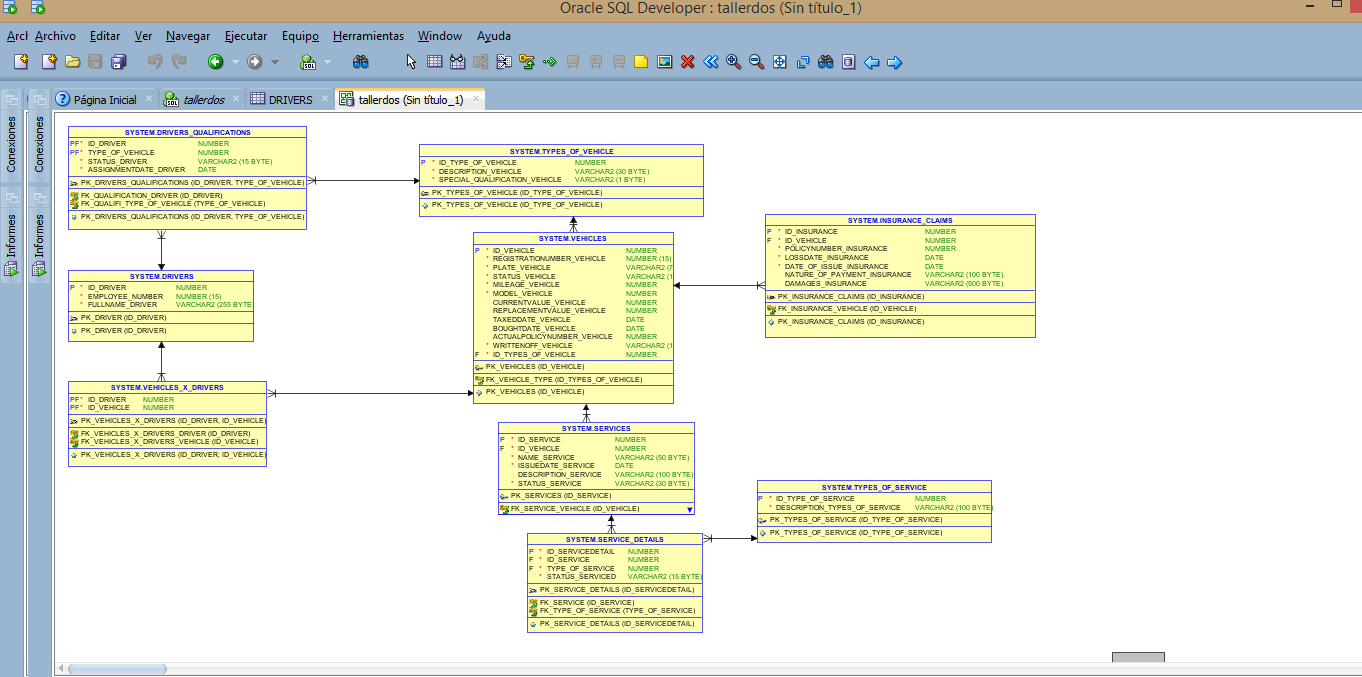 Oracle SQL Developer : tallerdos (Sin título_1)
Arcl Archivo Editar Ver Navegar Ejecutar Equipo Herramientas Window Ayuda
Página Inicial
tallerdos
DRIVERS
tallerdos (Sin título_1)
Conexiones
Informes
Conexiones
Informes
SYSTEM.DRIVERS_QUALIFICATIONS
PF* ID_DRIVER NUMBER
PF* TYPE_OF_VEHICLE NUMBER
* STATUS_DRIVER VARCHAR2 (15 BYTE)
* ASSIGNMENTDATE_DRIVER DATE
PK_DRIVERS_QUALIFICATIONS (ID_DRIVER, TYPE_OF_VEHICLE)
FK_QUALIFICATION_DRIVER (ID_DRIVER)
FK_QUALIFI_TYPE_OF_VEHICLE (TYPE_OF_VEHICLE)
PK_DRIVERS_QUALIFICATIONS (ID_DRIVER, TYPE_OF_VEHICLE)
SYSTEM.TYPES_OF_VEHICLE
P * ID_TYPE_OF_VEHICLE NUMBER
* DESCRIPTION_VEHICLE VARCHAR2 (30 BYTE)
* SPECIAL_QUALIFICATION_VEHICLE VARCHAR2 (1 BYTE)
PK_TYPES_OF_VEHICLE (ID_TYPE_OF_VEHICLE)
PK_TYPES_OF_VEHICLE (ID_TYPE_OF_VEHICLE)
SYSTEM.INSURANCE_CLAIMS
P * ID_INSURANCE NUMBER
F * ID_VEHICLE NUMBER
* POLICYNUMBER_INSURANCE NUMBER
* LOSSDATE_INSURANCE DATE
* DATE_OF_ISSUE_INSURANCE DATE
NATURE_OF_PAYMENT_INSURANCE VARCHAR2 (100 BYTE)
DAMAGES_INSURANCE VARCHAR2 (500 BYTE)
PK_INSURANCE_CLAIMS (ID_INSURANCE)
FK_INSURANCE_VEHICLE (ID_VEHICLE)
PK_INSURANCE_CLAIMS (ID_INSURANCE)
SYSTEM.VEHICLES
P * ID_VEHICLE NUMBER
* REGISTRATIONNUMBER_VEHICLE NUMBER (15)
* PLATE_VEHICLE VARCHAR2 (7
* STATUS_VEHICLE VARCHAR2 (1
* MILEAGE_VEHICLE NUMBER
* MODEL_VEHICLE NUMBER
CURRENTVALUE_VEHICLE NUMBER
REPLACEMENTVALUE_VEHICLE NUMBER
TAXEDDATE_VEHICLE DATE
BOUGHTDATE_VEHICLE DATE
ACTUALPOLICYNUMBER_VEHICLE NUMBER
* WRITTENOFF_VEHICLE VARCHAR2 (1
F * ID_TYPES_OF_VEHICLE NUMBER
PK_VEHICLES (ID_VEHICLE)
FK_VEHICLE_TYPE (ID_TYPES_OF_VEHICLE)
PK_VEHICLES (ID_VEHICLE)
SYSTEM.DRIVERS
P * ID_DRIVER NUMBER
* EMPLOYEE_NUMBER NUMBER (15)
* FULLNAME_DRIVER VARCHAR2 (255 BYTE)
PK_DRIVER (ID_DRIVER)
PK_DRIVER (ID_DRIVER)
SYSTEM.VEHICLES_X_DRIVERS
PF* ID_DRIVER NUMBER
PF* ID_VEHICLE NUMBER
PK_VEHICLES_X_DRIVERS (ID_DRIVER, ID_VEHICLE)
FK_VEHICLES_X_DRIVERS_DRIVER (ID_DRIVER)
FK_VEHICLES_X_DRIVERS_VEHICLE (ID_VEHICLE)
PK_VEHICLES_X_DRIVERS (ID_DRIVER, ID_VEHICLE)
SYSTEM.SERVICES
P * ID_SERVICE NUMBER
F * ID_VEHICLE NUMBER
* NAME_SERVICE VARCHAR2 (50 BYTE)
* ISSUEDATE_SERVICE DATE
DESCRIPTION_SERVICE VARCHAR2 (100 BYTE)
* STATUS_SERVICE VARCHAR2 (30 BYTE)
PK_SERVICES (ID_SERVICE)
FK_SERVICE_VEHICLE (ID_VEHICLE)
SYSTEM.TYPES_OF_SERVICE
P * ID_TYPE_OF_SERVICE NUMBER
* DESCRIPTION_TYPES_OF_SERVICE VARCHAR2 (100 BYTE)
PK_TYPES_OF_SERVICE (ID_TYPE_OF_SERVICE)
PK_TYPES_OF_SERVICE (ID_TYPE_OF_SERVICE)
SYSTEM.SERVICE_DETAILS
P * ID_SERVICEDETAIL NUMBER
F * ID_SERVICE NUMBER
F * TYPE_OF_SERVICE NUMBER
* STATUS_SERVICED VARCHAR2 (15 BYTE)
PK_SERVICE_DETAILS (ID_SERVICEDETAIL)
FK_SERVICE (ID_SERVICE)
FK_TYPE_OF_SERVICE (TYPE_OF_SERVICE)
PK_SERVICE_DETAILS (ID_SERVICEDETAIL)